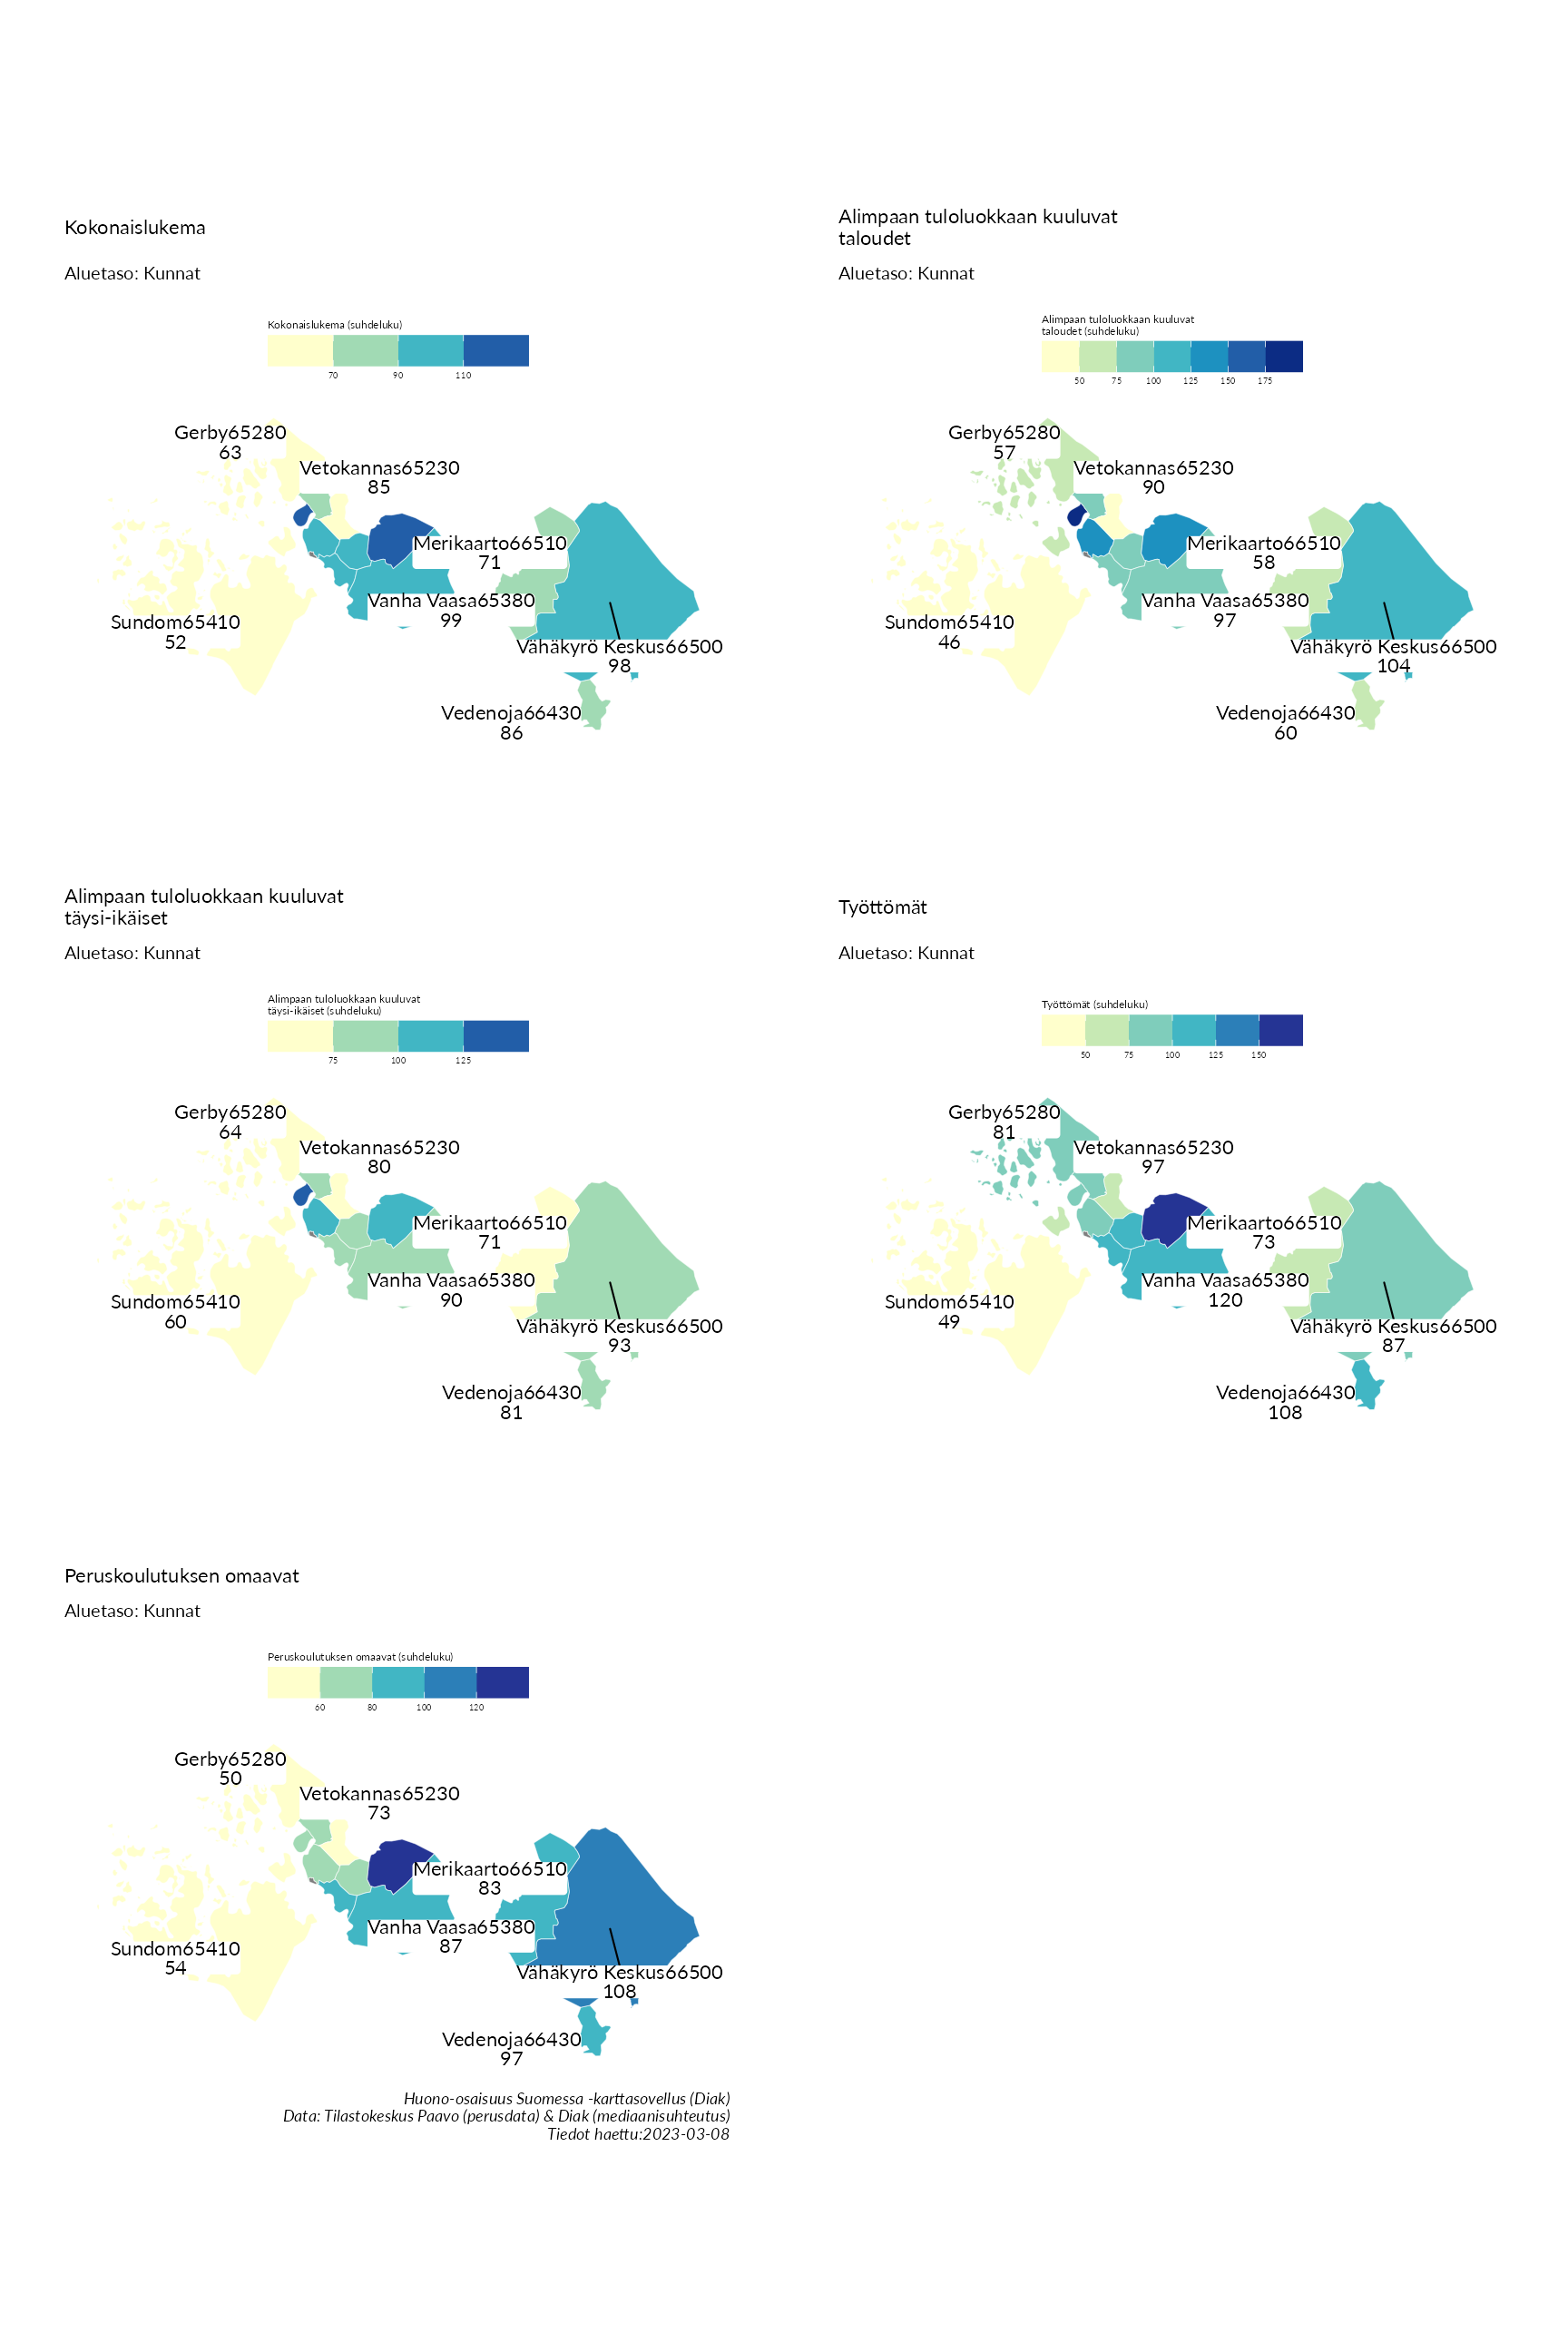 Kokonaislukema
Aluetaso: Kunnat
Kokonaislukema (suhdeluku)
70 90 110
Gerby65280
63
Vetokannas65230
85
Merikaarto66510
71
Vanha Vaasa65380
99
Sundom65410
52
Vähäkyrö Keskus66500
98
Vedenoja66430
86
Alimpaan tuloluokkaan kuuluvat
taloudet
Aluetaso: Kunnat
Alimpaan tuloluokkaan kuuluvat
taloudet (suhdeluku)
50 75 100 125 150 175
Gerby65280
57
Vetokannas65230
90
Merikaarto66510
58
Vanha Vaasa65380
97
Sundom65410
46
Vähäkyrö Keskus66500
104
Vedenoja66430
60
Alimpaan tuloluokkaan kuuluvat
täysi-ikäiset
Aluetaso: Kunnat
Alimpaan tuloluokkaan kuuluvat
täysi-ikäiset (suhdeluku)
75 100 125
Gerby65280
64
Vetokannas65230
80
Merikaarto66510
71
Vanha Vaasa65380
90
Sundom65410
60
Vähäkyrö Keskus66500
93
Vedenoja66430
81
Työttömät
Aluetaso: Kunnat
Työttömät (suhdeluku)
50 75 100 125 150
Gerby65280
81
Vetokannas65230
97
Merikaarto66510
73
Vanha Vaasa65380
120
Sundom65410
49
Vähäkyrö Keskus66500
87
Vedenoja66430
108
Peruskoulutuksen omaavat
Aluetaso: Kunnat
Peruskoulutuksen omaavat (suhdeluku)
60 80 100 120
Gerby65280
50
Vetokannas65230
73
Merikaarto66510
83
Vanha Vaasa65380
87
Sundom65410
54
Vähäkyrö Keskus66500
108
Vedenoja66430
97
Huono-osaisuus Suomessa -karttasovellus (Diak)
Data: Tilastokeskus Paavo (perusdata) & Diak (mediaanisuhteutus)
Tiedot haettu:2023-03-08